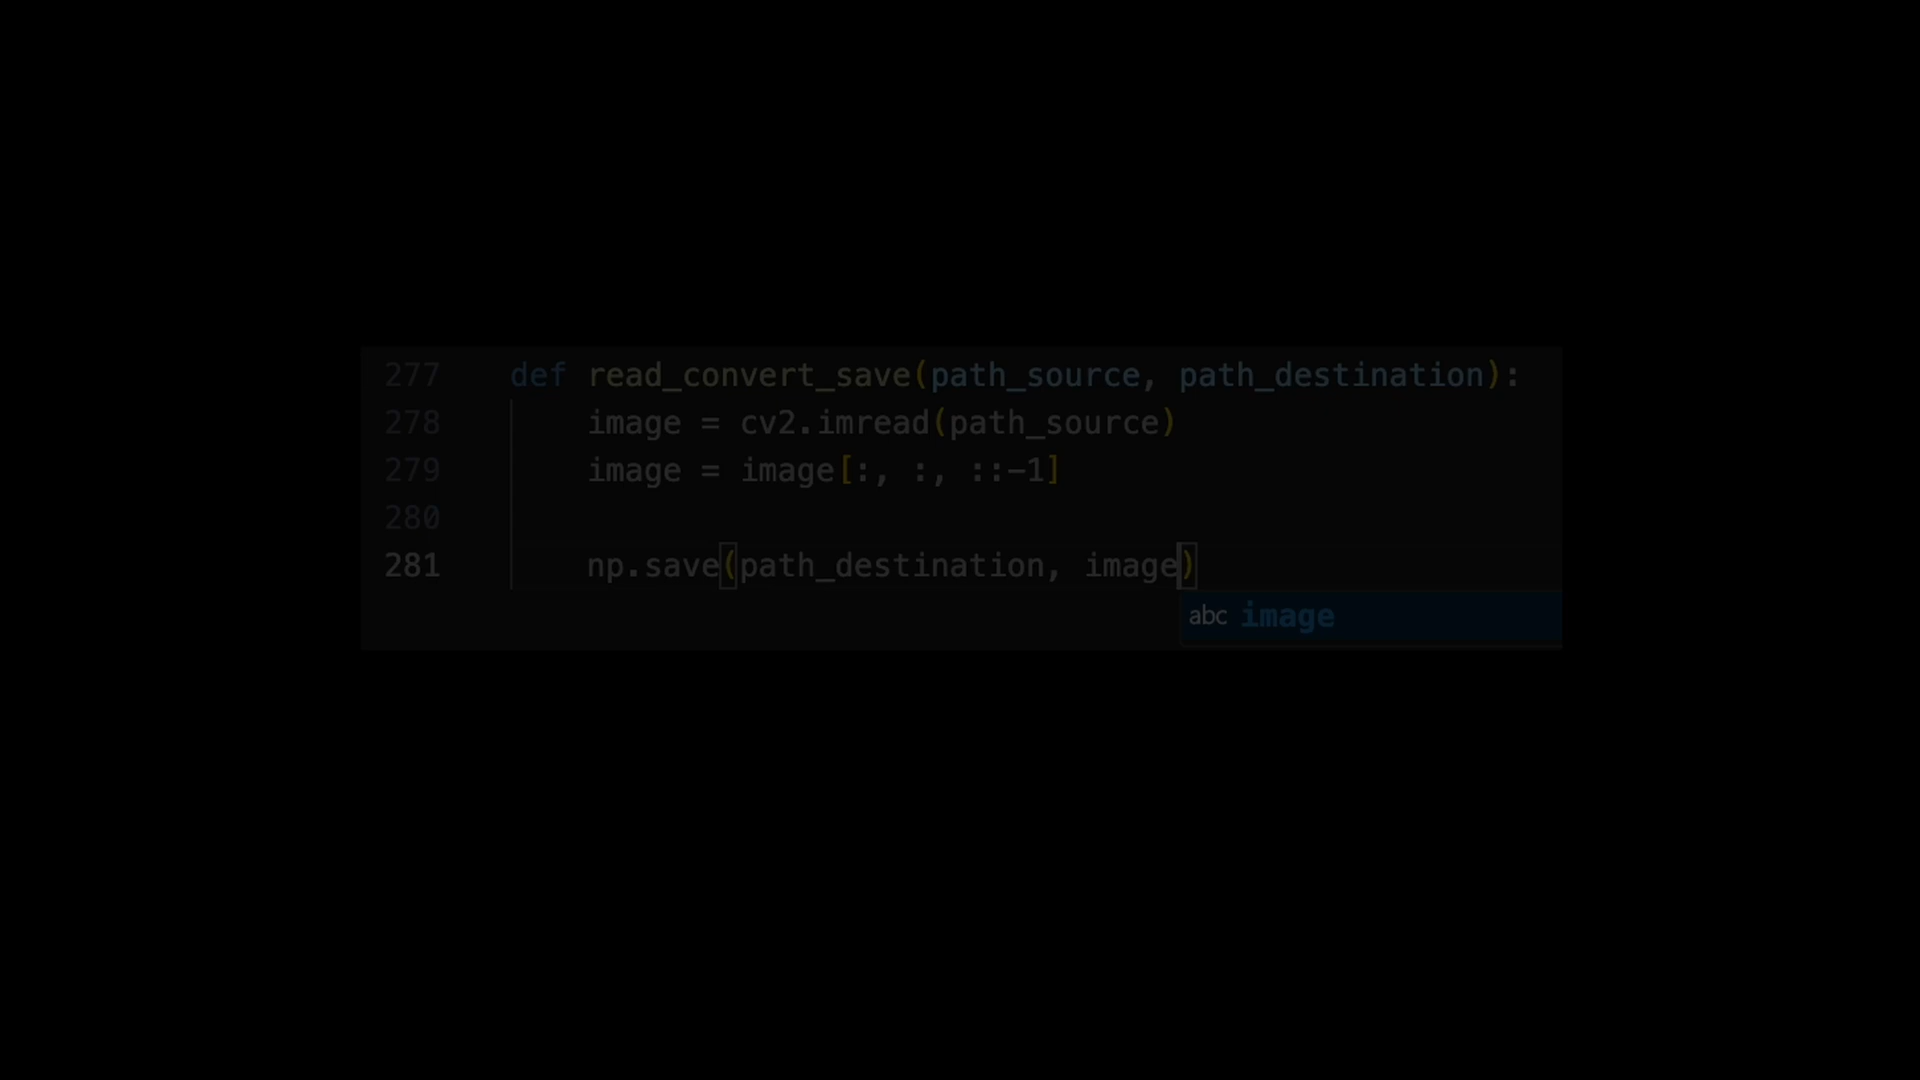 277 def read_convert_save(path_source, path_destination):
278 image = cv2.imread(path_source)
279 image = image[:, :, ::-1]
280
281 np.save(path_destination, image)
abc image